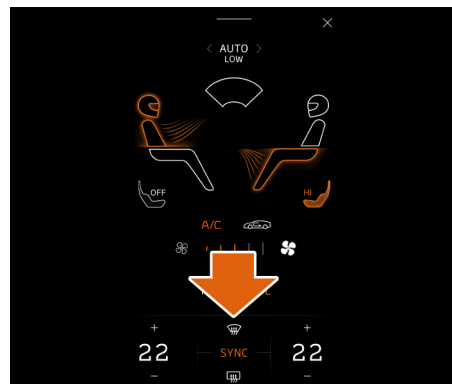 < AUTO >
LOW
OFF
HI
A/C
+ +
22 SYNC 22
- -